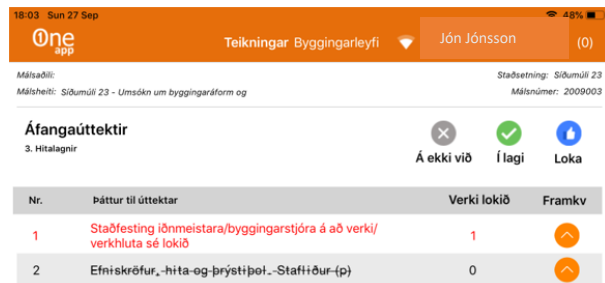 18:03 Sun 27 Sep 48%
One app Teikningar Byggingarleyfi Jón Jónsson (0)
Málsaðili: Staðsetning: Síðumúli 23
Málsheiti: Síðumúli 23 - Umsókn um byggingaráform og Málsnúmer: 2009003
Áfangaúttektir
3. Hitalagnir
Á ekki við Í lagi Loka
Nr. Þáttur til úttektar Verki lokið Framkv
1 Staðfesting iðnmeistara/byggingarstjóra á að verki/ verkhluta sé lokið 1
2 Efniskröfur, hita og þrýstiþol. Stafliður (p) 0